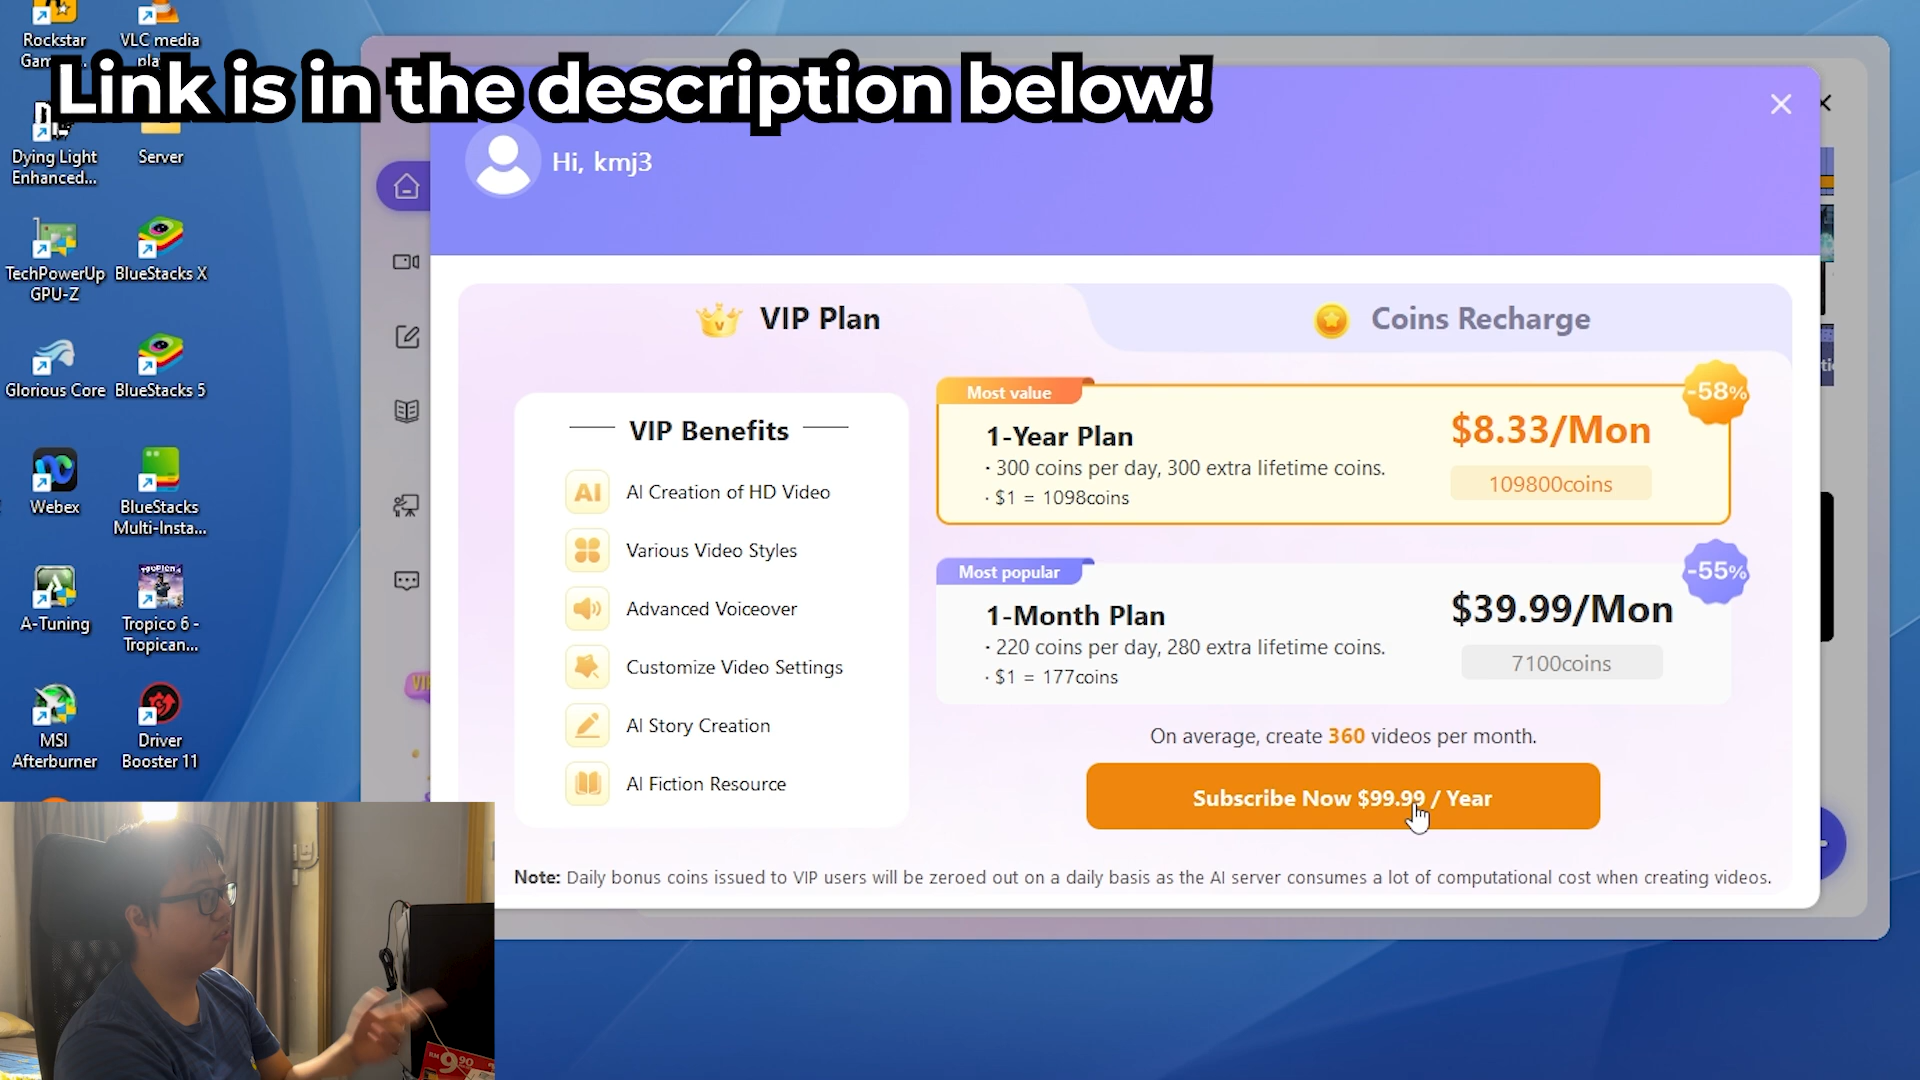 Link is in the description below!
Rockstar
VLC media
Dying Light
Enhanced...
Server
TechPowerUp
GPU-Z
BlueStacks X
Glorious Core
BlueStacks 5
Webex
BlueStacks
Multi-Insta...
A-Tuning
Tropico 6 -
Tropican...
MSI
Afterburner
Driver
Booster 11
Hi, kmj3
VIP Plan
Coins Recharge
VIP Benefits
AI
AI Creation of HD Video
Various Video Styles
Advanced Voiceover
Customize Video Settings
AI Story Creation
AI Fiction Resource
Most value
-58%
1-Year Plan
$8.33/Mon
· 300 coins per day, 300 extra lifetime coins.
109800coins
· $1 = 1098coins
Most popular
-55%
1-Month Plan
$39.99/Mon
· 220 coins per day, 280 extra lifetime coins.
7100coins
· $1 = 177coins
On average, create 360 videos per month.
Subscribe Now $99.99 / Year
Note: Daily bonus coins issued to VIP users will be zeroed out on a daily basis as the AI server consumes a lot of computational cost when creating videos.
RM 9.90